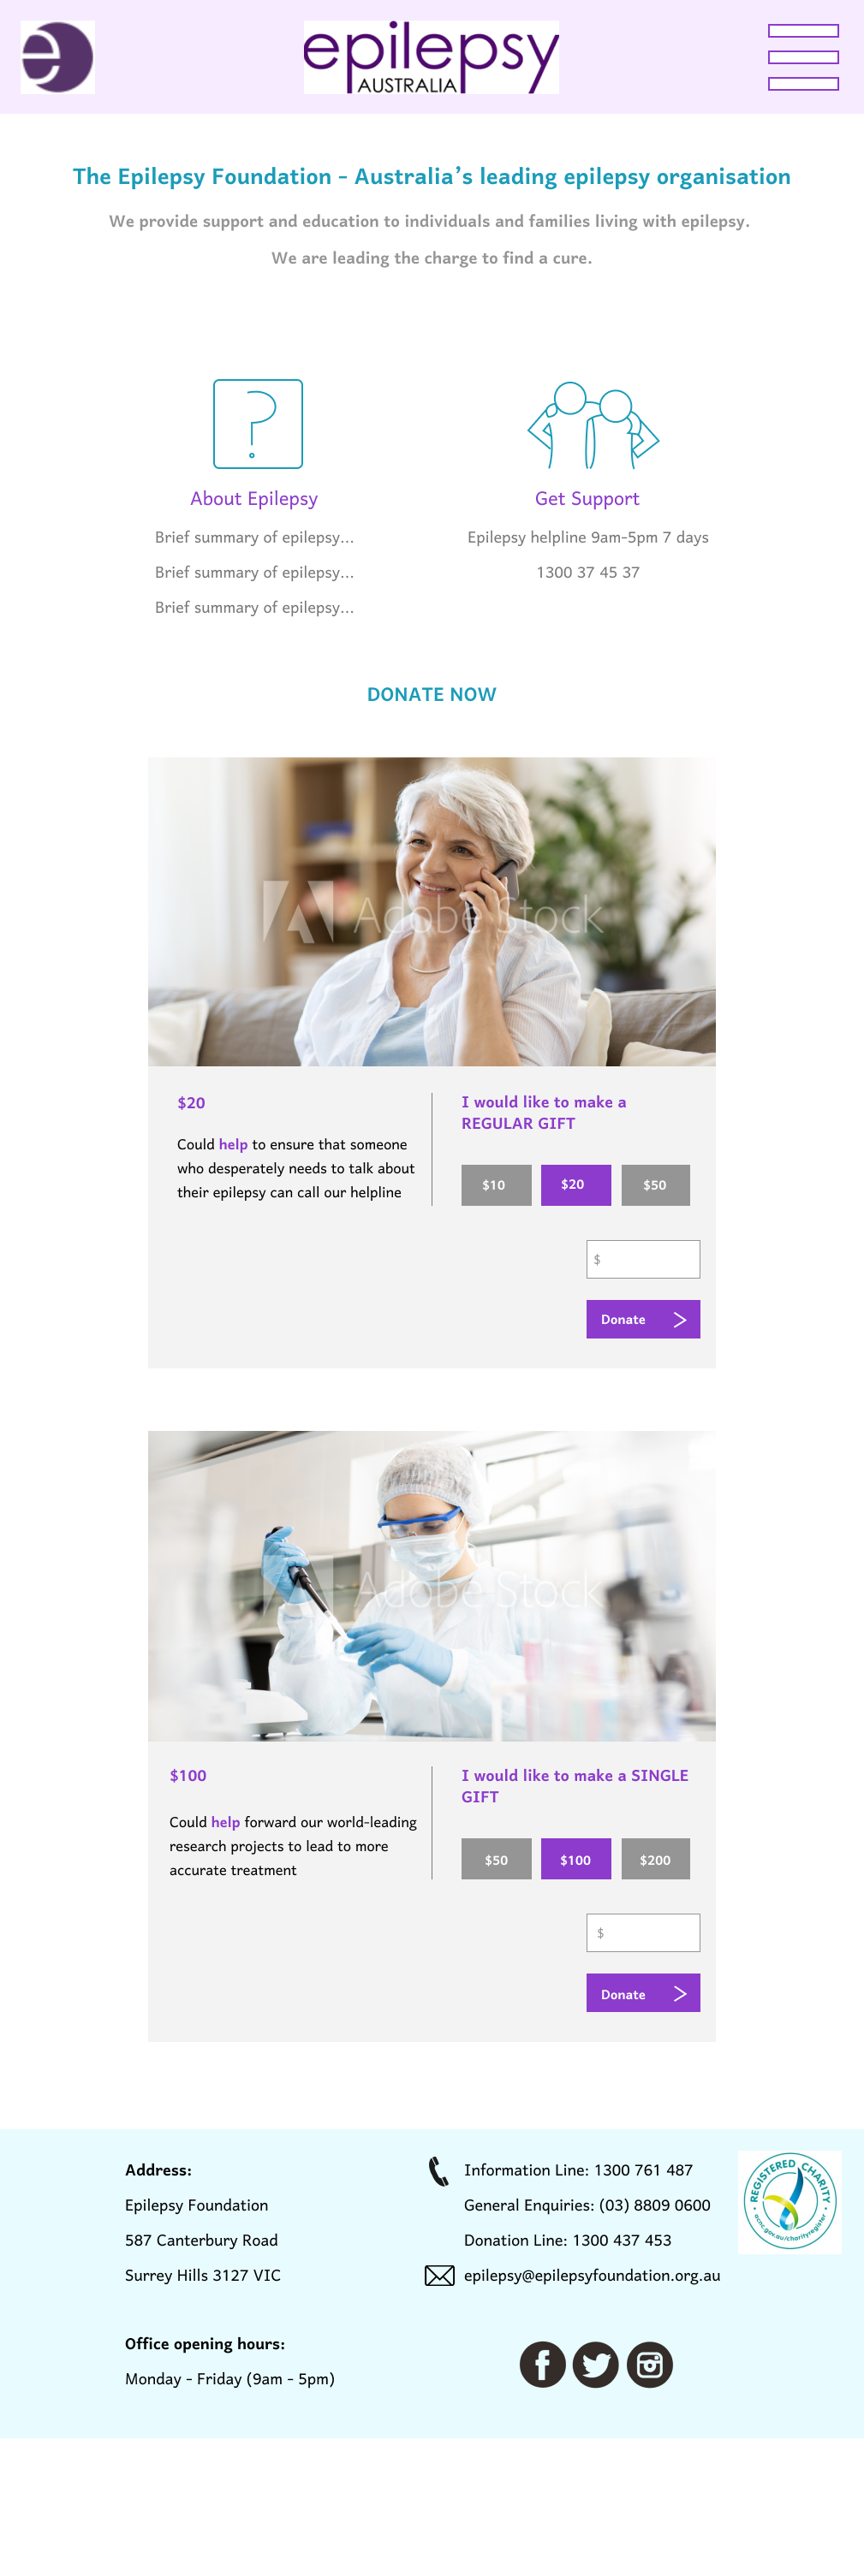 e
epilepsy
AUSTRALIA
The Epilepsy Foundation - Australia’s leading epilepsy organisation
We provide support and education to individuals and families living with epilepsy.
We are leading the charge to find a cure.
?
About Epilepsy
Brief summary of epilepsy...
Brief summary of epilepsy...
Brief summary of epilepsy...
Get Support
Epilepsy helpline 9am-5pm 7 days
1300 37 45 37
DONATE NOW
Adobe Stock
$20
Could help to ensure that someone
who desperately needs to talk about
their epilepsy can call our helpline
I would like to make a
REGULAR GIFT
$10 $20 $50
$
Donate
Adobe Stock
$100
Could help forward our world-leading
research projects to lead to more
accurate treatment
I would like to make a SINGLE
GIFT
$50 $100 $200
$
Donate
Address:
Epilepsy Foundation
587 Canterbury Road
Surrey Hills 3127 VIC
Office opening hours:
Monday - Friday (9am - 5pm)
Information Line: 1300 761 487
General Enquiries: (03) 8809 0600
Donation Line: 1300 437 453
epilepsy@epilepsyfoundation.org.au
REGISTERED CHARITY
acnc.gov.au/charityregister